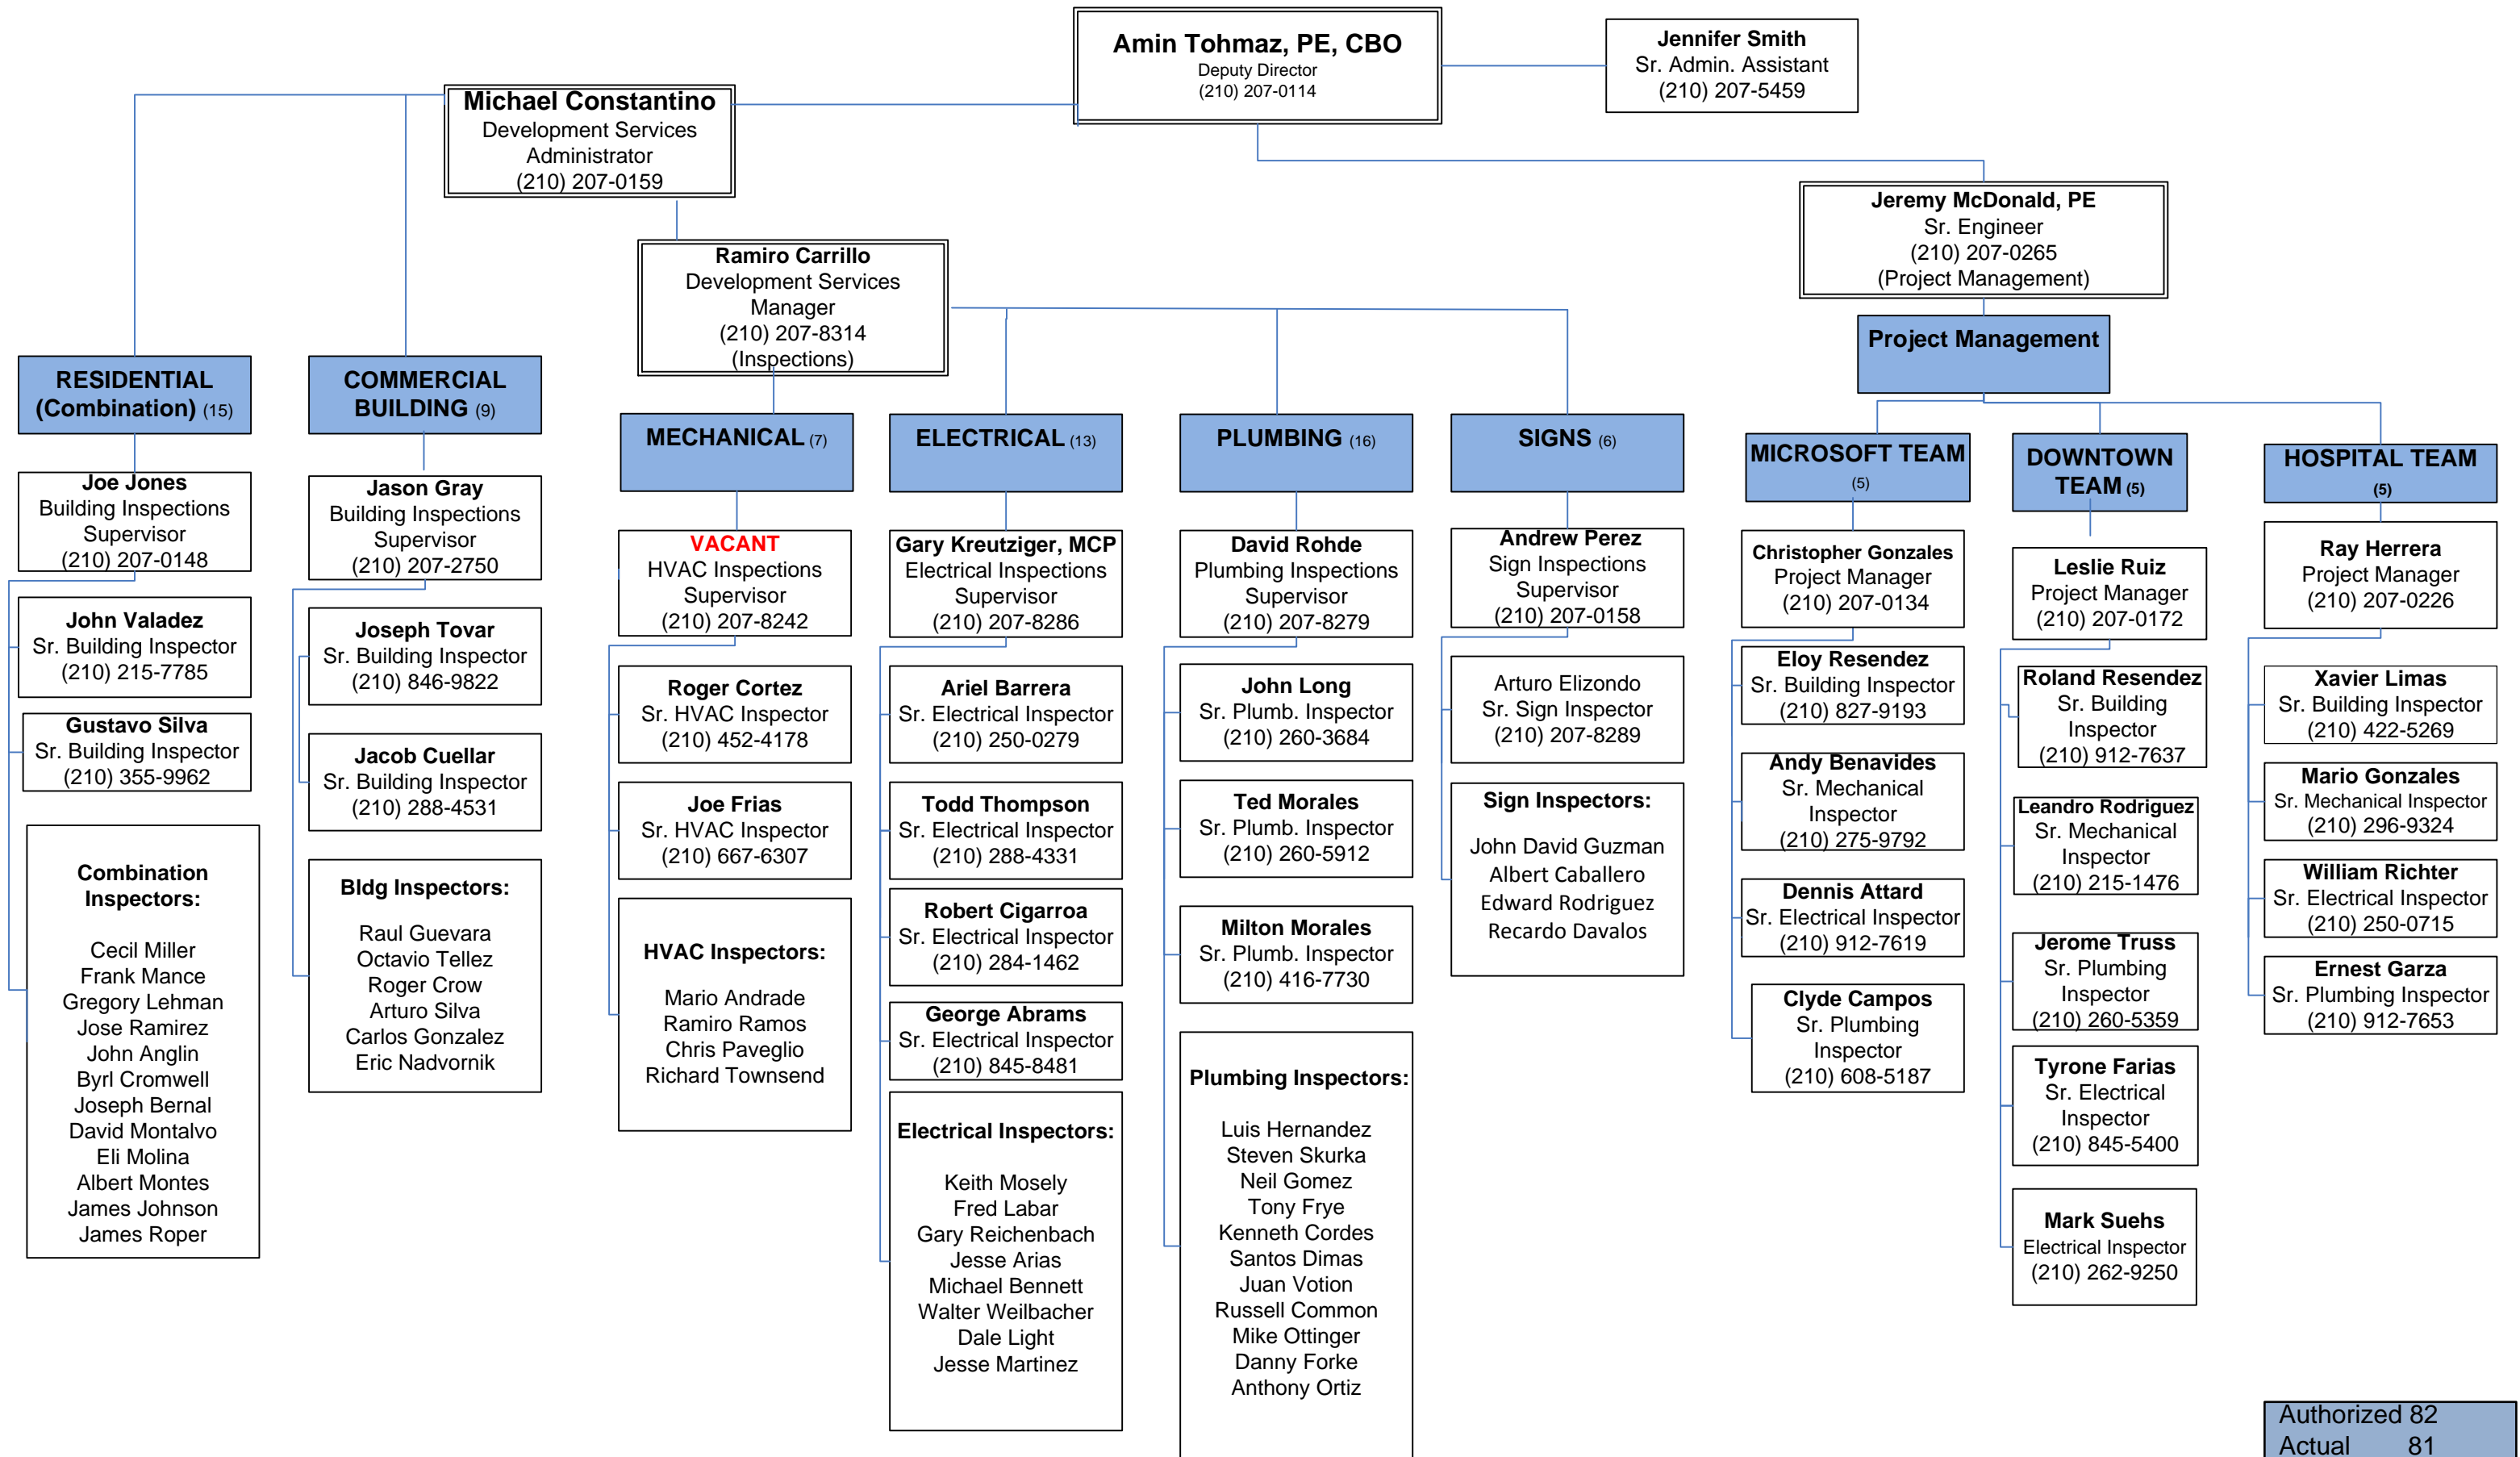 Amin Tohmaz, PE, CBO
Deputy Director
(210) 207-0114
Jennifer Smith
Sr. Admin. Assistant
(210) 207-5459
Michael Constantino
Development Services
Administrator
(210) 207-0159
Ramiro Carrillo
Development Services
Manager
(210) 207-8314
(Inspections)
Jeremy McDonald, PE
Sr. Engineer
(210) 207-0265
(Project Management)
Project Management
RESIDENTIAL
(Combination) (15)
Joe Jones
Building Inspections
Supervisor
(210) 207-0148
John Valadez
Sr. Building Inspector
(210) 215-7785
Gustavo Silva
Sr. Building Inspector
(210) 355-9962
Combination
Inspectors:
Cecil Miller
Frank Mance
Gregory Lehman
Jose Ramirez
John Anglin
Byrl Cromwell
Joseph Bernal
David Montalvo
Eli Molina
Albert Montes
James Johnson
James Roper
COMMERCIAL
BUILDING (9)
Jason Gray
Building Inspections
Supervisor
(210) 207-2750
Joseph Tovar
Sr. Building Inspector
(210) 846-9822
Jacob Cuellar
Sr. Building Inspector
(210) 288-4531
Bldg Inspectors:
Raul Guevara
Octavio Tellez
Roger Crow
Arturo Silva
Carlos Gonzalez
Eric Nadvornik
MECHANICAL (7)
VACANT
HVAC Inspections
Supervisor
(210) 207-8242
Roger Cortez
Sr. HVAC Inspector
(210) 452-4178
Joe Frias
Sr. HVAC Inspector
(210) 667-6307
HVAC Inspectors:
Mario Andrade
Ramiro Ramos
Chris Paveglio
Richard Townsend
ELECTRICAL (13)
Gary Kreutziger, MCP
Electrical Inspections
Supervisor
(210) 207-8286
Ariel Barrera
Sr. Electrical Inspector
(210) 250-0279
Todd Thompson
Sr. Electrical Inspector
(210) 288-4331
Robert Cigarroa
Sr. Electrical Inspector
(210) 284-1462
George Abrams
Sr. Electrical Inspector
(210) 845-8481
Electrical Inspectors:
Keith Mosely
Fred Labar
Gary Reichenbach
Jesse Arias
Michael Bennett
Walter Weilbacher
Dale Light
Jesse Martinez
PLUMBING (16)
David Rohde
Plumbing Inspections
Supervisor
(210) 207-8279
John Long
Sr. Plumb. Inspector
(210) 260-3684
Ted Morales
Sr. Plumb. Inspector
(210) 260-5912
Milton Morales
Sr. Plumb. Inspector
(210) 416-7730
Plumbing Inspectors:
Luis Hernandez
Steven Skurka
Neil Gomez
Tony Frye
Kenneth Cordes
Santos Dimas
Juan Votion
Russell Common
Mike Ottinger
Danny Forke
Anthony Ortiz
SIGNS (6)
Andrew Perez
Sign Inspections
Supervisor
(210) 207-0158
Arturo Elizondo
Sr. Sign Inspector
(210) 207-8289
Sign Inspectors:
John David Guzman
Albert Caballero
Edward Rodriguez
Recardo Davalos
MICROSOFT TEAM
(5)
Christopher Gonzales
Project Manager
(210) 207-0134
Eloy Resendez
Sr. Building Inspector
(210) 827-9193
Andy Benavides
Sr. Mechanical
Inspector
(210) 275-9792
Dennis Attard
Sr. Electrical Inspector
(210) 912-7619
Clyde Campos
Sr. Plumbing
Inspector
(210) 608-5187
DOWNTOWN
TEAM (5)
Leslie Ruiz
Project Manager
(210) 207-0172
Roland Resendez
Sr. Building
Inspector
(210) 912-7637
Leandro Rodriguez
Sr. Mechanical
Inspector
(210) 215-1476
Jerome Truss
Sr. Plumbing
Inspector
(210) 260-5359
Tyrone Farias
Sr. Electrical
Inspector
(210) 845-5400
Mark Suehs
Electrical Inspector
(210) 262-9250
HOSPITAL TEAM
(5)
Ray Herrera
Project Manager
(210) 207-0226
Xavier Limas
Sr. Building Inspector
(210) 422-5269
Mario Gonzales
Sr. Mechanical Inspector
(210) 296-9324
William Richter
Sr. Electrical Inspector
(210) 250-0715
Ernest Garza
Sr. Plumbing Inspector
(210) 912-7653
Authorized 82
Actual 81